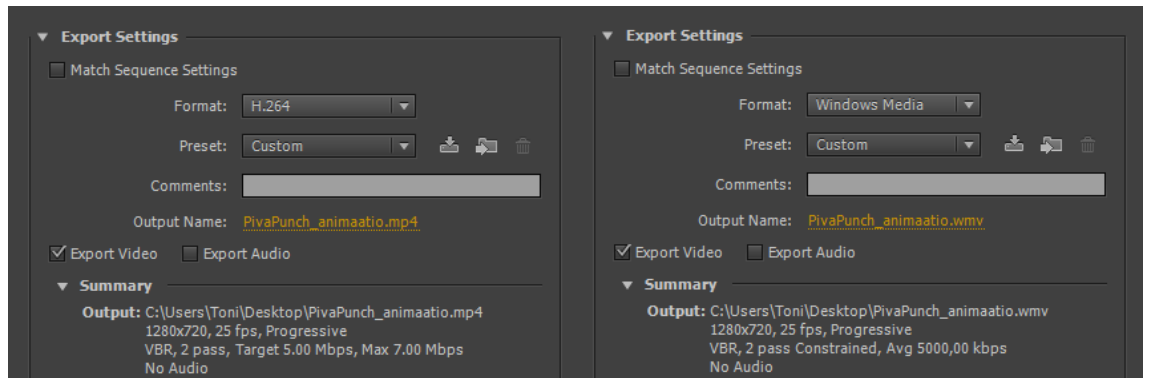 Export Settings
Match Sequence Settings
Format: H.264
Preset: Custom
Comments:
Output Name: PivaPunch_animaatio.mp4
Export Video Export Audio
Summary
Output: C:\Users\Toni\Desktop\PivaPunch_animaatio.mp4
1280x720, 25 fps, Progressive
VBR, 2 pass, Target 5.00 Mbps, Max 7.00 Mbps
No Audio
Export Settings
Match Sequence Settings
Format: Windows Media
Preset: Custom
Comments:
Output Name: PivaPunch_animaatio.wmv
Export Video Export Audio
Summary
Output: C:\Users\Toni\Desktop\PivaPunch_animaatio.wmv
1280x720, 25 fps, Progressive
VBR, 2 pass Constrained, Avg 5000,00 kbps
No Audio